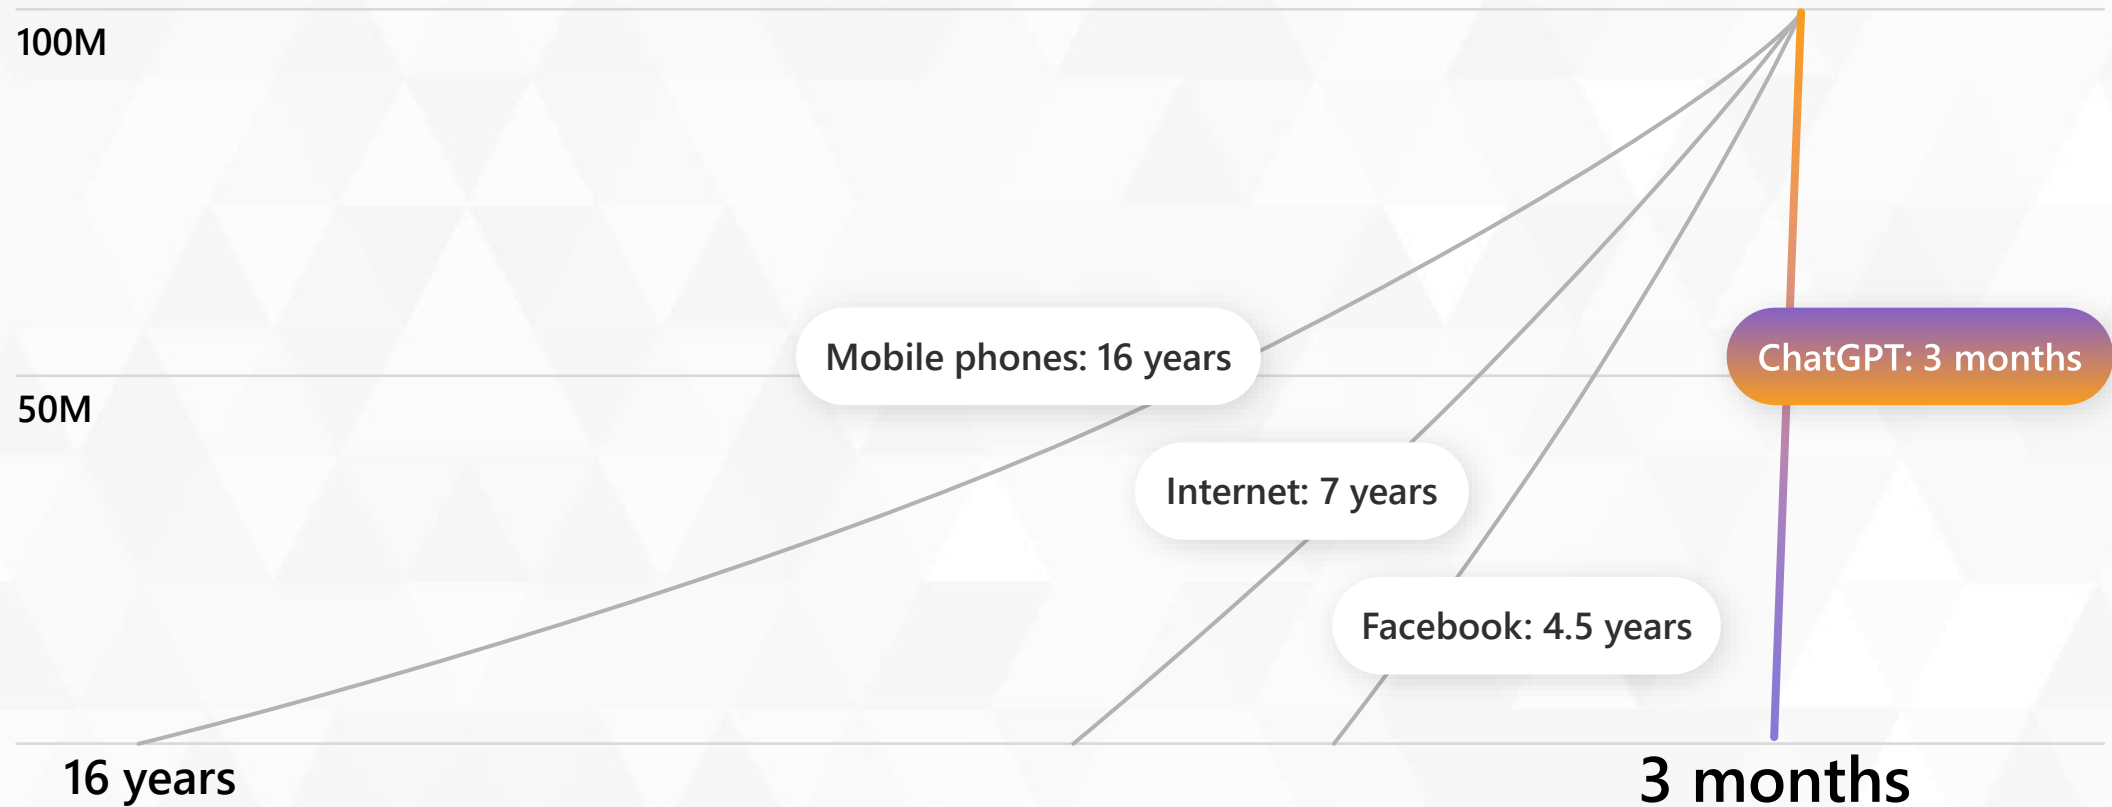 100M
Mobile phones: 16 years
ChatGPT: 3 months
50M
Internet: 7 years
Facebook: 4.5 years
16 years
3 months